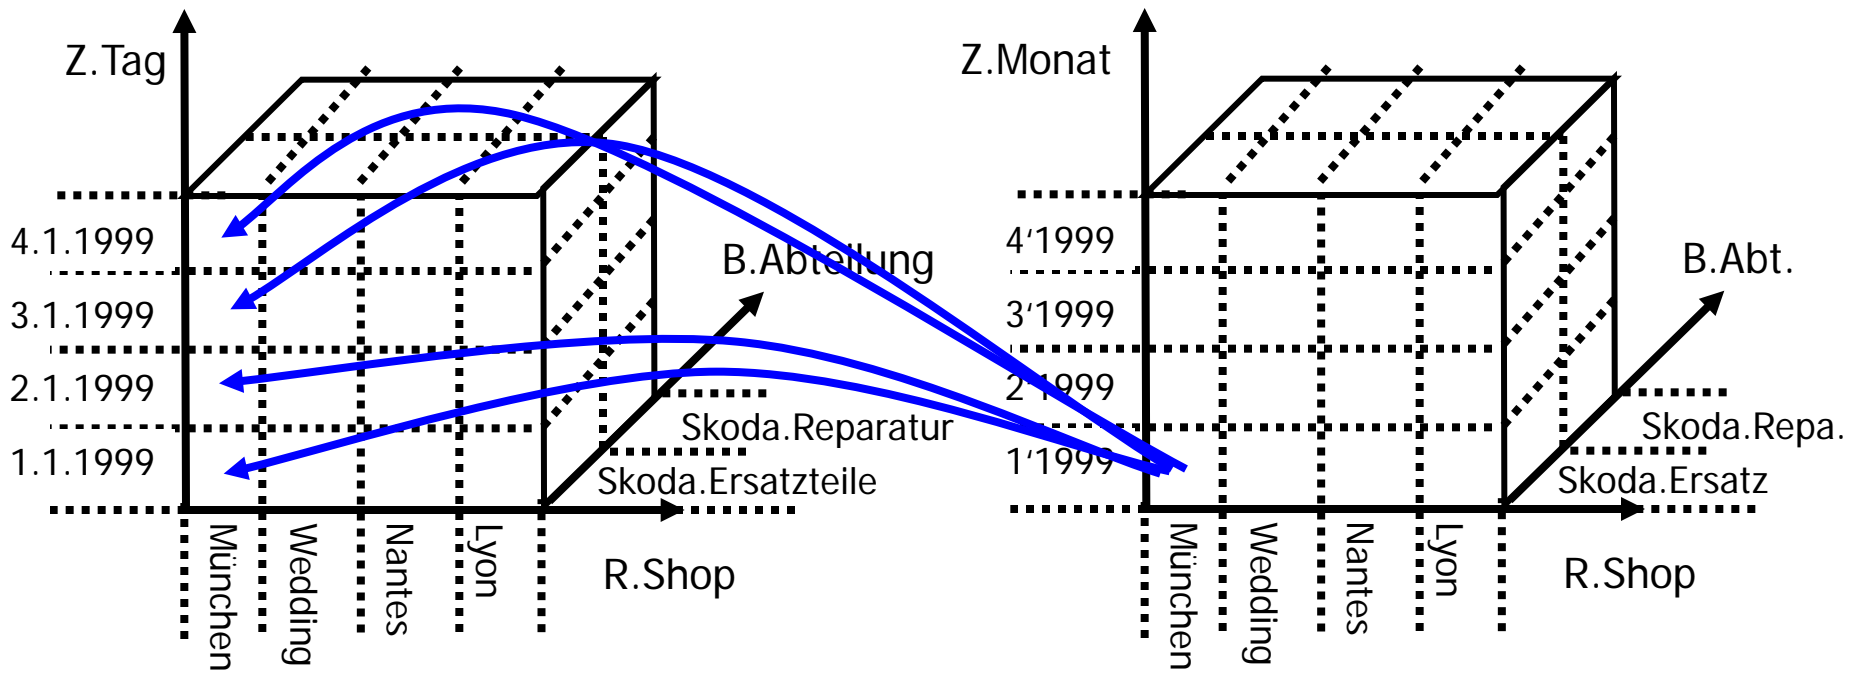 Z.Tag
4.1.1999
3.1.1999
2.1.1999
1.1.1999
B.Abteilung
Skoda.Reparatur
Skoda.Ersatzteile
München
Wedding
Nantes
Lyon
R.Shop
Z.Monat
4'1999
3'1999
2'1999
1'1999
B.Abt.
Skoda.Repa.
Skoda.Ersatz
München
Wedding
Nantes
Lyon
R.Shop